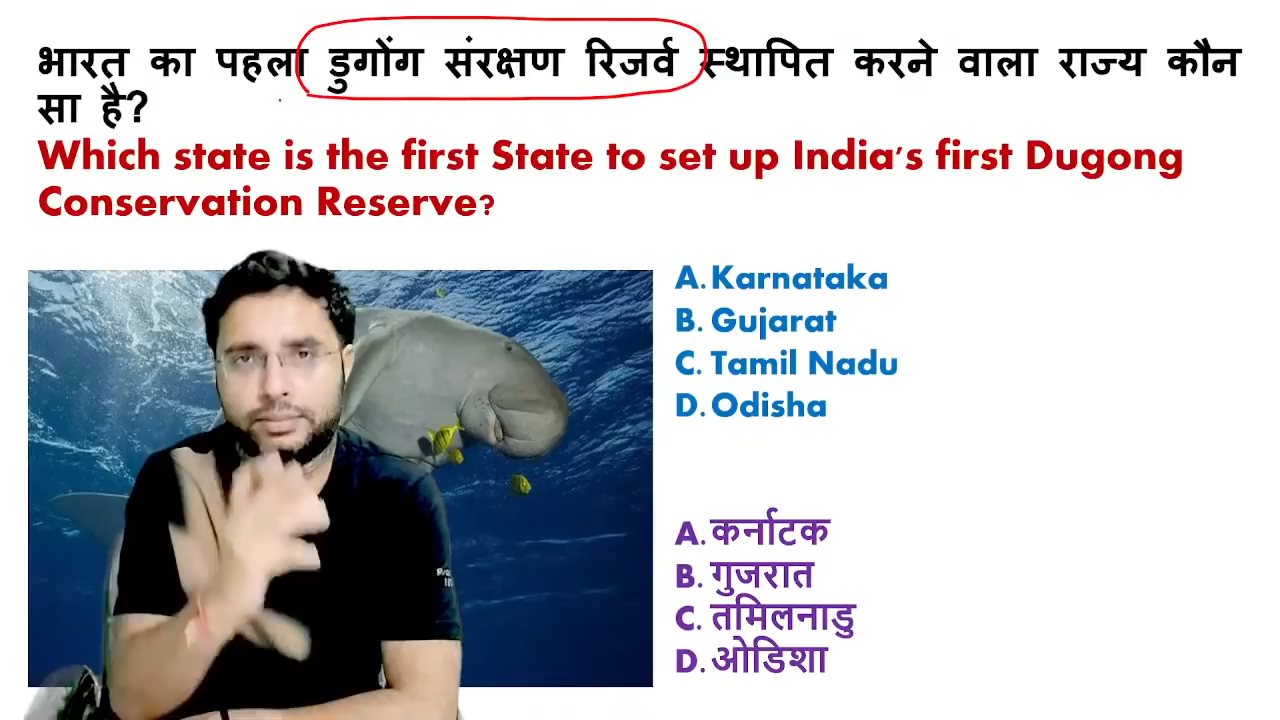 भारत का पहला डुगोंग संरक्षण रिजर्व स्थापित करने वाला राज्य कौन
सा है?
Which state is the first State to set up India's first Dugong
Conservation Reserve?
A. Karnataka
B. Gujarat
C. Tamil Nadu
D. Odisha
A. कर्नाटक
B. गुजरात
C. तमिलनाडु
D. ओडिशा